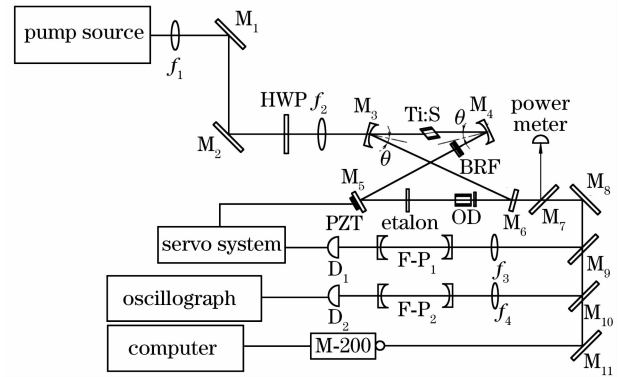 pump source
f1
M1
HWP f2
M2
M3
θ
Ti:S
θ
M4
BRF
power
meter
M5
PZT
etalon
OD
M6
M7
M8
servo system
D1
F-P1
f3
M9
oscillograph
D2
F-P2
f4
M10
computer
M-200
M11